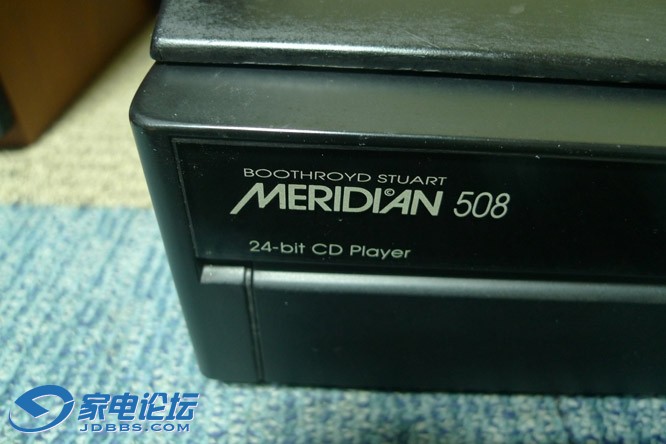 BOOTHROYD STUART
MERIDIAN 508
24-bit CD Player
家电论坛
JDBBS.COM